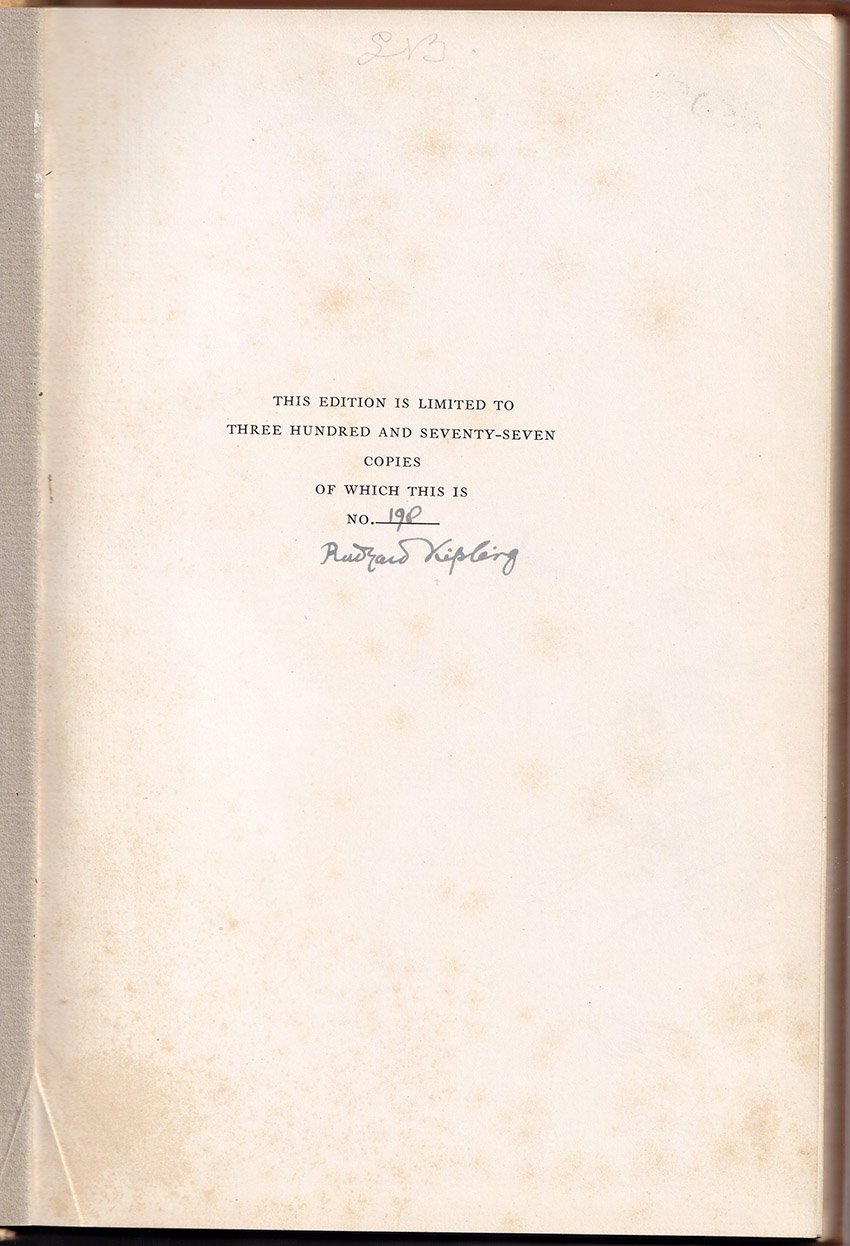 THIS EDITION IS LIMITED TO
THREE HUNDRED AND SEVENTY-SEVEN
COPIES
OF WHICH THIS IS
NO. 198
Rudyard Kipling